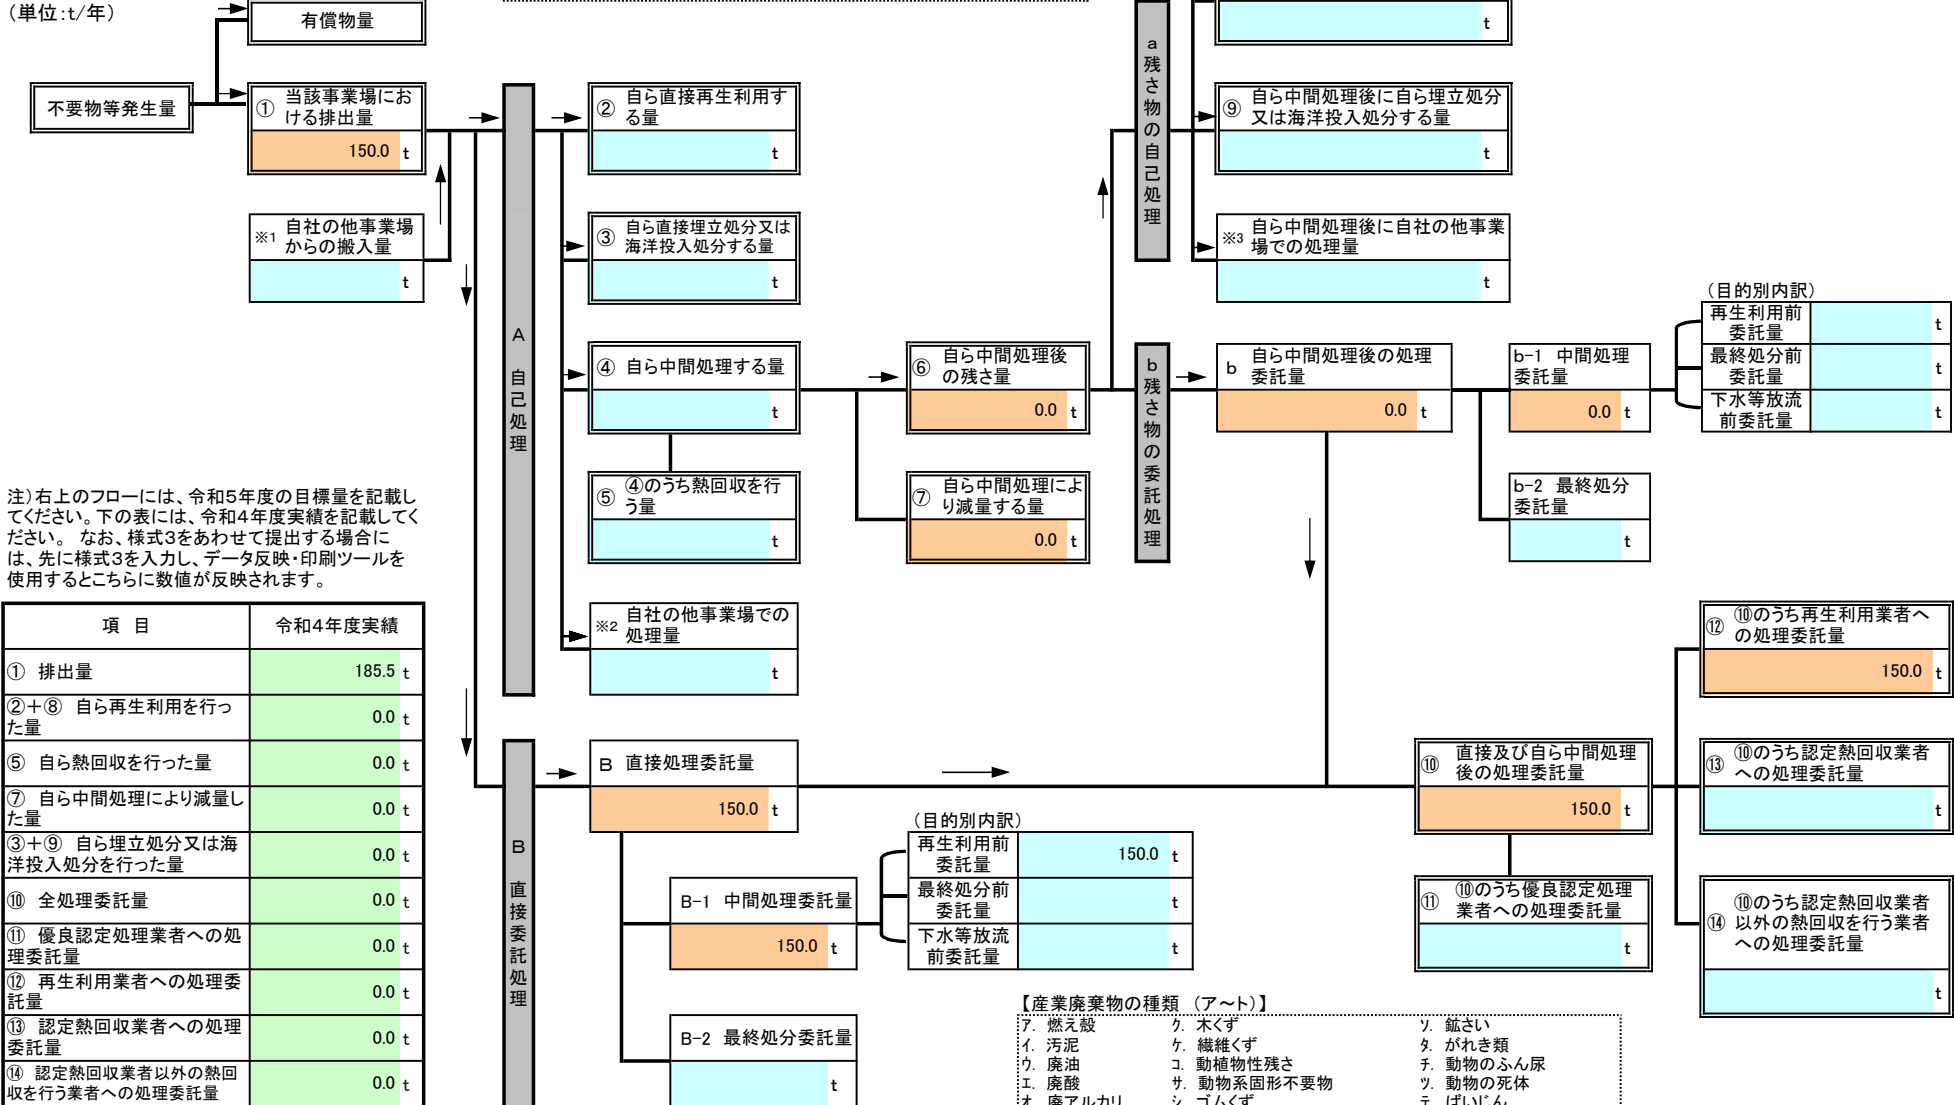 （単位：t/年）
有償物量
不要物等発生量
①
当該事業場にお
ける排出量
150.0 t
※1
自社の他事業場
からの搬入量
t
A 自己処理
②
自ら直接再生利用す
る量
t
③
自ら直接埋立処分又は
海洋投入処分する量
t
④ 自ら中間処理する量
t
⑤
④のうち熱回収を行
う量
t
※2
自社の他事業場での
処理量
t
⑥
自ら中間処理後
の残さ量
0.0 t
⑦
自ら中間処理によ
り減量する量
0.0 t
a残さ物の自己処理
t
⑨
自ら中間処理後に自ら埋立処分
又は海洋投入処分する量
t
※3
自ら中間処理後に自社の他事業
場での処理量
t
b残さ物の委託処理
b
自ら中間処理後の処理
委託量
0.0 t
b-1 中間処理
委託量
0.0 t
b-2 最終処分
委託量
t
（目的別内訳）
再生利用前
委託量
t
最終処分前
委託量
t
下水等放流
前委託量
t
注）右上のフローには、令和５年度の目標量を記載し
てください。下の表には、令和４年度実績を記載してく
ださい。 なお、様式３をあわせて提出する場合に
は、先に様式３を入力し、データ反映・印刷ツールを
使用するとこちらに数値が反映されます。
項 目 令和４年度実績
① 排出量 185.5 t
②＋⑧ 自ら再生利用を行っ
た量 0.0 t
⑤ 自ら熱回収を行った量 0.0 t
⑦ 自ら中間処理により減量し
た量 0.0 t
③＋⑨ 自ら埋立処分又は海
洋投入処分を行った量 0.0 t
⑩ 全処理委託量 0.0 t
⑪ 優良認定処理業者への処
理委託量 0.0 t
⑫ 再生利用業者への処理委
託量 0.0 t
⑬ 認定熱回収業者への処理
委託量 0.0 t
⑭ 認定熱回収業者以外の熱回
収を行う業者への処理委託量 0.0 t
B 直接委託処理
B 直接処理委託量
150.0 t
B-1 中間処理委託量
150.0 t
B-2 最終処分委託量
t
（目的別内訳）
再生利用前
委託量
150.0 t
最終処分前
委託量
t
下水等放流
前委託量
t
⑩
直接及び自ら中間処理
後の処理委託量
150.0 t
⑪
⑩のうち優良認定処理
業者への処理委託量
t
⑫
⑩のうち再生利用業者へ
の処理委託量
150.0 t
⑬
⑩のうち認定熱回収業者
への処理委託量
t
⑭
⑩のうち認定熱回収業者
以外の熱回収を行う業者
への処理委託量
t
【産業廃棄物の種類 （ア～ト）】
ア. 燃え殻 ク. 木くず ソ. 鉱さい
イ. 汚泥 ケ. 繊維くず タ. がれき類
ウ. 廃油 コ. 動植物性残さ チ. 動物のふん尿
エ. 廃酸 サ. 動物系固形不要物 ツ. 動物の死体
オ. 廃アルカリ シ. ゴムくず テ. ばいじん